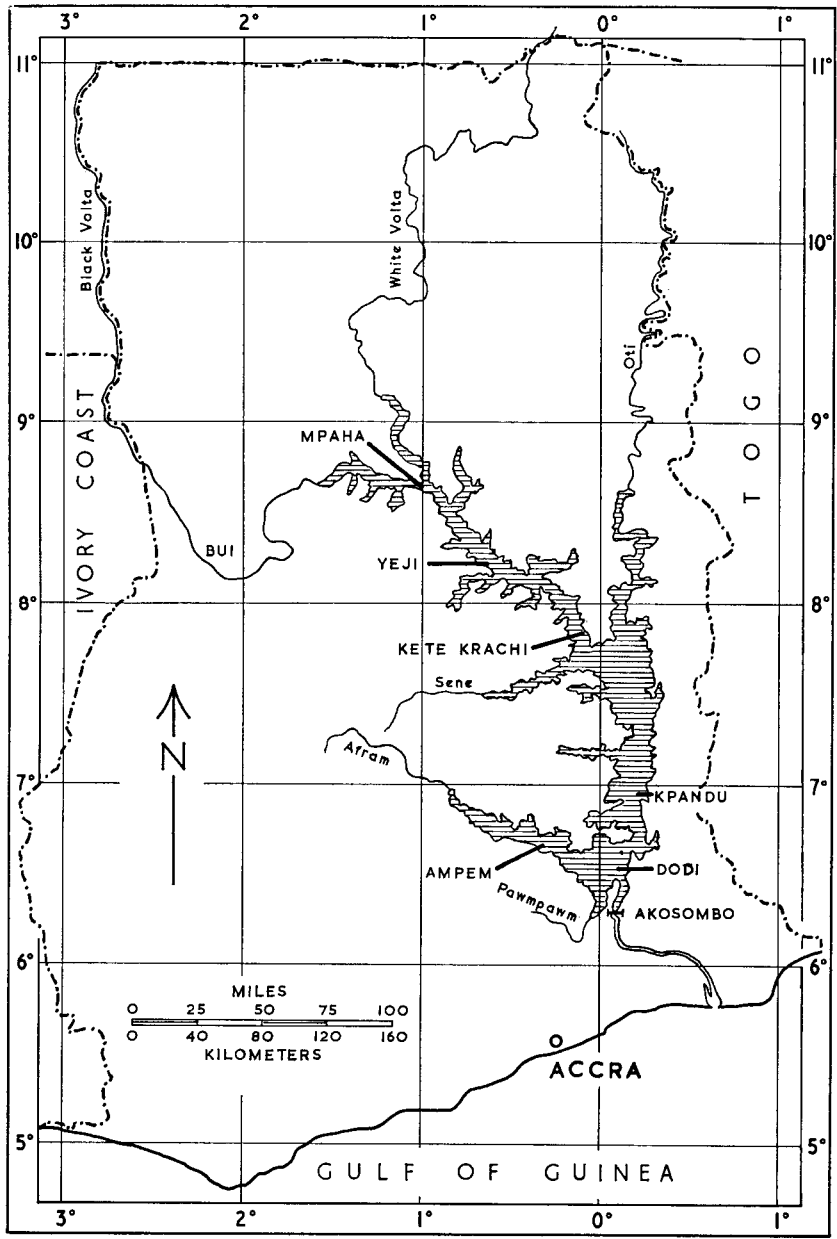 3° 2° 1° 0° 1°
11° 11°
Black Volta
White Volta
10° 10°
Oti
TOGO
IVORY COAST
9° 9°
MPAHA
BUI
YEJI
8° 8°
KETE KRACHI
Sene
N
Afram
7° 7°
KPANDU
AMPEM
DODI
Pawmpawm
AKOSOMBO
6° 6°
MILES
0 25 50 75 100
0 40 80 120 160
KILOMETERS
ACCRA
5° 5°
GULF OF GUINEA
3° 2° 1° 0° 1°